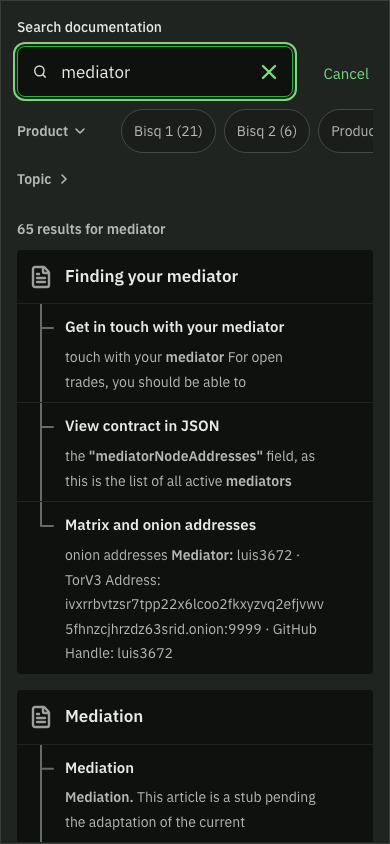 Search documentation
mediator
Cancel
Product
Bisq 1 (21)
Bisq 2 (6)
Produc
Topic
65 results for mediator
Finding your mediator
Get in touch with your mediator
touch with your mediator For open
trades, you should be able to
View contract in JSON
the "mediatorNodeAddresses" field, as
this is the list of all active mediators
Matrix and onion addresses
onion addresses Mediator: luis3672 ·
TorV3 Address:
ivxrrbvtzsr7tpp22x6lcoo2fkxyzvq2efjvwv
5fhnzcjhrzdz63srid.onion:9999 · GitHub
Handle: luis3672
Mediation
Mediation
Mediation. This article is a stub pending
the adaptation of the current